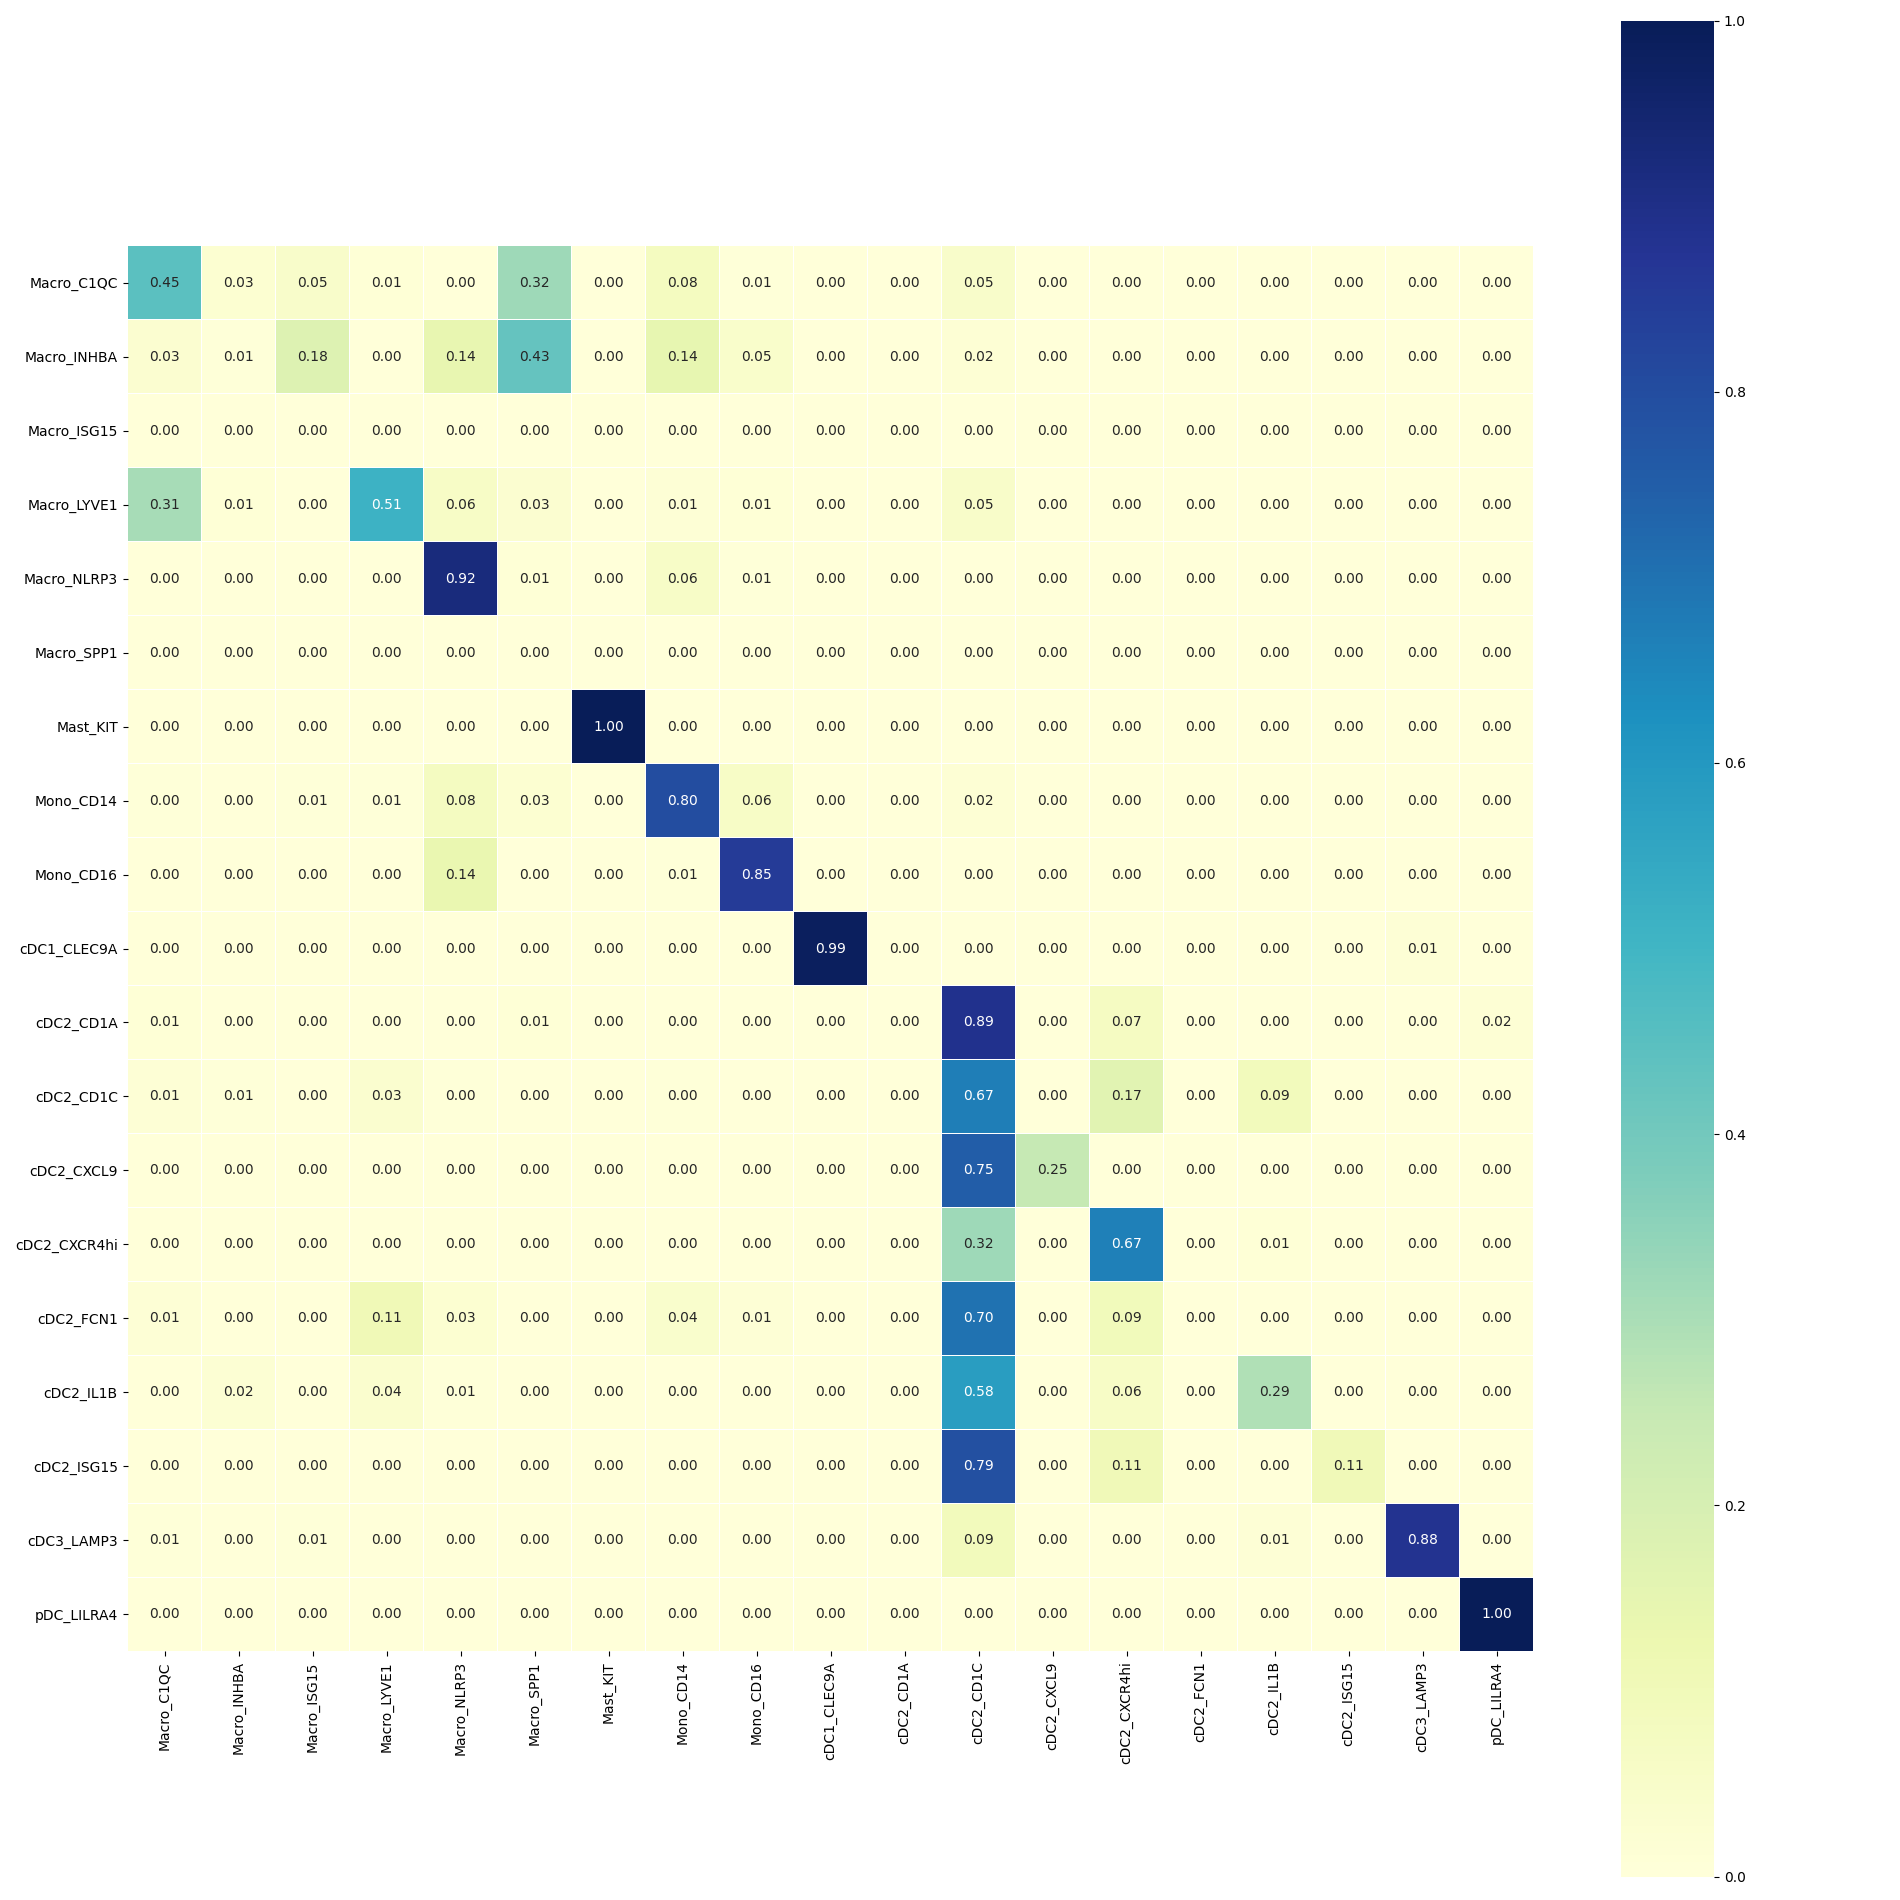 1.0
Macro_C1QC 0.45 0.03 0.05 0.01 0.00 0.32 0.00 0.08 0.01 0.00 0.00 0.05 0.00 0.00 0.00 0.00 0.00 0.00 0.00
Macro_INHBA 0.03 0.01 0.18 0.00 0.14 0.43 0.00 0.14 0.05 0.00 0.00 0.02 0.00 0.00 0.00 0.00 0.00 0.00 0.00
0.8
Macro_ISG15 0.00 0.00 0.00 0.00 0.00 0.00 0.00 0.00 0.00 0.00 0.00 0.00 0.00 0.00 0.00 0.00 0.00 0.00 0.00
Macro_LYVE1 0.31 0.01 0.00 0.51 0.06 0.03 0.00 0.01 0.01 0.00 0.00 0.05 0.00 0.00 0.00 0.00 0.00 0.00 0.00
Macro_NLRP3 0.00 0.00 0.00 0.00 0.92 0.01 0.00 0.06 0.01 0.00 0.00 0.00 0.00 0.00 0.00 0.00 0.00 0.00 0.00
Macro_SPP1 0.00 0.00 0.00 0.00 0.00 0.00 0.00 0.00 0.00 0.00 0.00 0.00 0.00 0.00 0.00 0.00 0.00 0.00 0.00
Mast_KIT 0.00 0.00 0.00 0.00 0.00 0.00 1.00 0.00 0.00 0.00 0.00 0.00 0.00 0.00 0.00 0.00 0.00 0.00 0.00
0.6
Mono_CD14 0.00 0.00 0.01 0.01 0.08 0.03 0.00 0.80 0.06 0.00 0.00 0.02 0.00 0.00 0.00 0.00 0.00 0.00 0.00
Mono_CD16 0.00 0.00 0.00 0.00 0.14 0.00 0.00 0.01 0.85 0.00 0.00 0.00 0.00 0.00 0.00 0.00 0.00 0.00 0.00
cDC1_CLEC9A 0.00 0.00 0.00 0.00 0.00 0.00 0.00 0.00 0.00 0.99 0.00 0.00 0.00 0.00 0.00 0.00 0.00 0.01 0.00
cDC2_CD1A 0.01 0.00 0.00 0.00 0.00 0.01 0.00 0.00 0.00 0.00 0.00 0.89 0.00 0.07 0.00 0.00 0.00 0.00 0.02
cDC2_CD1C 0.01 0.01 0.00 0.03 0.00 0.00 0.00 0.00 0.00 0.00 0.00 0.67 0.00 0.17 0.00 0.09 0.00 0.00 0.00
0.4
cDC2_CXCL9 0.00 0.00 0.00 0.00 0.00 0.00 0.00 0.00 0.00 0.00 0.00 0.75 0.25 0.00 0.00 0.00 0.00 0.00 0.00
cDC2_CXCR4hi 0.00 0.00 0.00 0.00 0.00 0.00 0.00 0.00 0.00 0.00 0.00 0.32 0.00 0.67 0.00 0.01 0.00 0.00 0.00
cDC2_FCN1 0.01 0.00 0.00 0.11 0.03 0.00 0.00 0.04 0.01 0.00 0.00 0.70 0.00 0.09 0.00 0.00 0.00 0.00 0.00
cDC2_IL1B 0.00 0.02 0.00 0.04 0.01 0.00 0.00 0.00 0.00 0.00 0.00 0.58 0.00 0.06 0.00 0.29 0.00 0.00 0.00
cDC2_ISG15 0.00 0.00 0.00 0.00 0.00 0.00 0.00 0.00 0.00 0.00 0.00 0.79 0.00 0.11 0.00 0.00 0.11 0.00 0.00
0.2
cDC3_LAMP3 0.01 0.00 0.01 0.00 0.00 0.00 0.00 0.00 0.00 0.00 0.00 0.09 0.00 0.00 0.00 0.01 0.00 0.88 0.00
pDC_LILRA4 0.00 0.00 0.00 0.00 0.00 0.00 0.00 0.00 0.00 0.00 0.00 0.00 0.00 0.00 0.00 0.00 0.00 0.00 1.00
Macro_C1QC
Macro_INHBA
Macro_ISG15
Macro_LYVE1
Macro_NLRP3
Macro_SPP1
Mast_KIT
Mono_CD14
Mono_CD16
cDC1_CLEC9A
cDC2_CD1A
cDC2_CD1C
cDC2_CXCL9
cDC2_CXCR4hi
cDC2_FCN1
cDC2_IL1B
cDC2_ISG15
cDC3_LAMP3
pDC_LILRA4
0.0